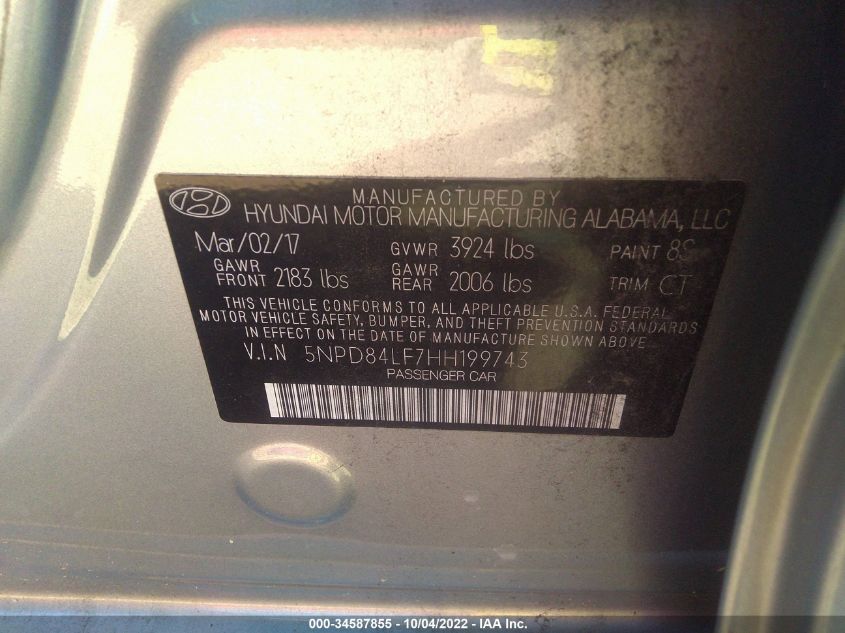 MANUFACTURED BY
HYUNDAI MOTOR MANUFACTURING ALABAMA, LLC
Mar/02/17 GVWR 3924 lbs PAINT 8S
GAWR FRONT 2183 lbs GAWR REAR 2006 lbs TRIM CT
THIS VEHICLE CONFORMS TO ALL APPLICABLE U.S.A. FEDERAL
MOTOR VEHICLE SAFETY, BUMPER, AND THEFT PREVENTION STANDARDS
IN EFFECT ON THE DATE OF MANUFACTURE SHOWN ABOVE.
V.I.N 5NPD84LF7HH199743
PASSENGER CAR
000-34587855 - 10/04/2022 - IAA Inc.